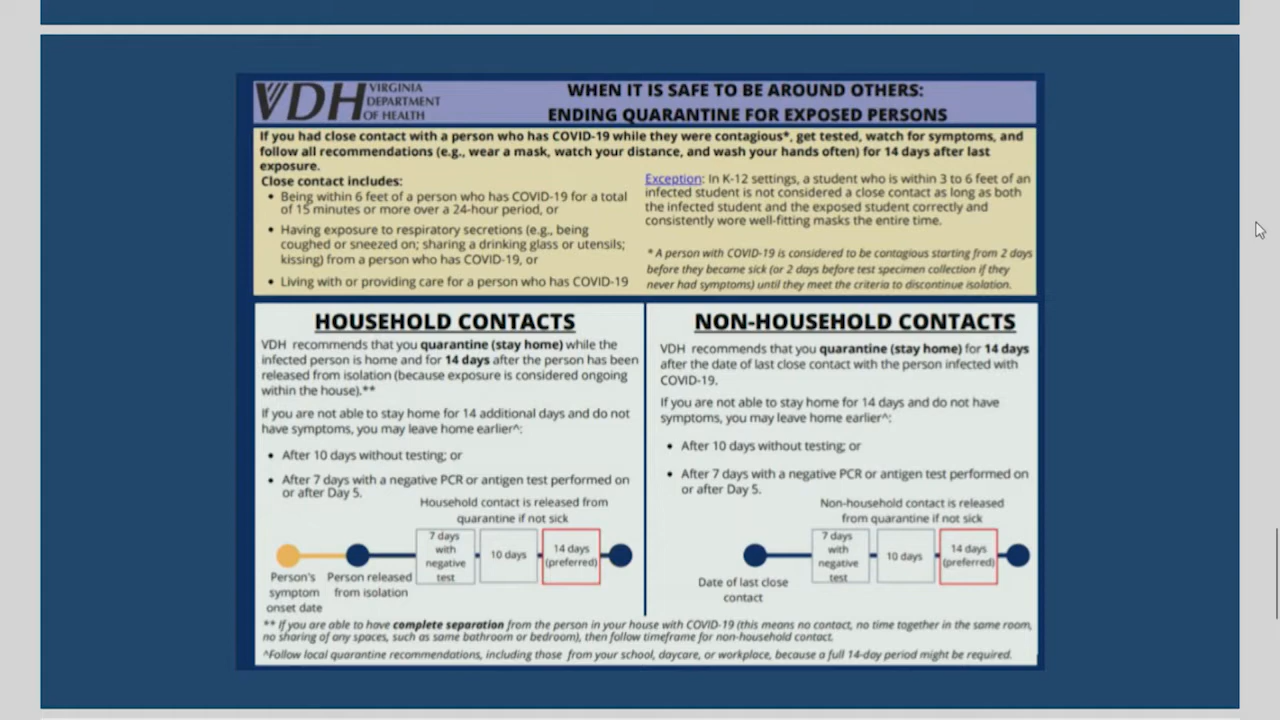 VDH VIRGINIA
DEPARTMENT
OF HEALTH
WHEN IT IS SAFE TO BE AROUND OTHERS:
ENDING QUARANTINE FOR EXPOSED PERSONS
If you had close contact with a person who has COVID-19 while they were contagious*, get tested, watch for symptoms, and
follow all recommendations (e.g., wear a mask, watch your distance, and wash your hands often) for 14 days after last
exposure.
Close contact includes:
• Being within 6 feet of a person who has COVID-19 for a total
of 15 minutes or more over a 24-hour period, or
• Having exposure to respiratory secretions (e.g., being
coughed or sneezed on; sharing a drinking glass or utensils;
kissing) from a person who has COVID-19, or
• Living with or providing care for a person who has COVID-19
Exception: In K-12 settings, a student who is within 3 to 6 feet of an
infected student is not considered a close contact as long as both
the infected student and the exposed student correctly and
consistently wore well-fitting masks the entire time.
* A person with COVID-19 is considered to be contagious starting from 2 days
before they became sick (or 2 days before test specimen collection if they
never had symptoms) until they meet the criteria to discontinue isolation.
HOUSEHOLD CONTACTS
VDH recommends that you quarantine (stay home) while the
infected person is home and for 14 days after the person has been
released from isolation (because exposure is considered ongoing
within the house).**
If you are not able to stay home for 14 additional days and do not
have symptoms, you may leave home earlier^:
• After 10 days without testing; or
• After 7 days with a negative PCR or antigen test performed on
or after Day 5.
Household contact is released from
quarantine if not sick
7 days
with
negative
test
10 days
14 days
(preferred)
Person's
symptom
onset date
Person released
from isolation
NON-HOUSEHOLD CONTACTS
VDH recommends that you quarantine (stay home) for 14 days
after the date of last close contact with the person infected with
COVID-19.
If you are not able to stay home for 14 days and do not have
symptoms, you may leave home earlier^:
• After 10 days without testing; or
• After 7 days with a negative PCR or antigen test performed on
or after Day 5.
Non-household contact is released
from quarantine if not sick
7 days
with
negative
test
10 days
14 days
(preferred)
Date of last close
contact
** If you are able to have complete separation from the person in your house with COVID-19 (this means no contact, no time together in the same room,
no sharing of any spaces, such as same bathroom or bedroom), then follow timeframe for non-household contact.
^Follow local quarantine recommendations, including those from your school, daycare, or workplace, because a full 14-day period might be required.